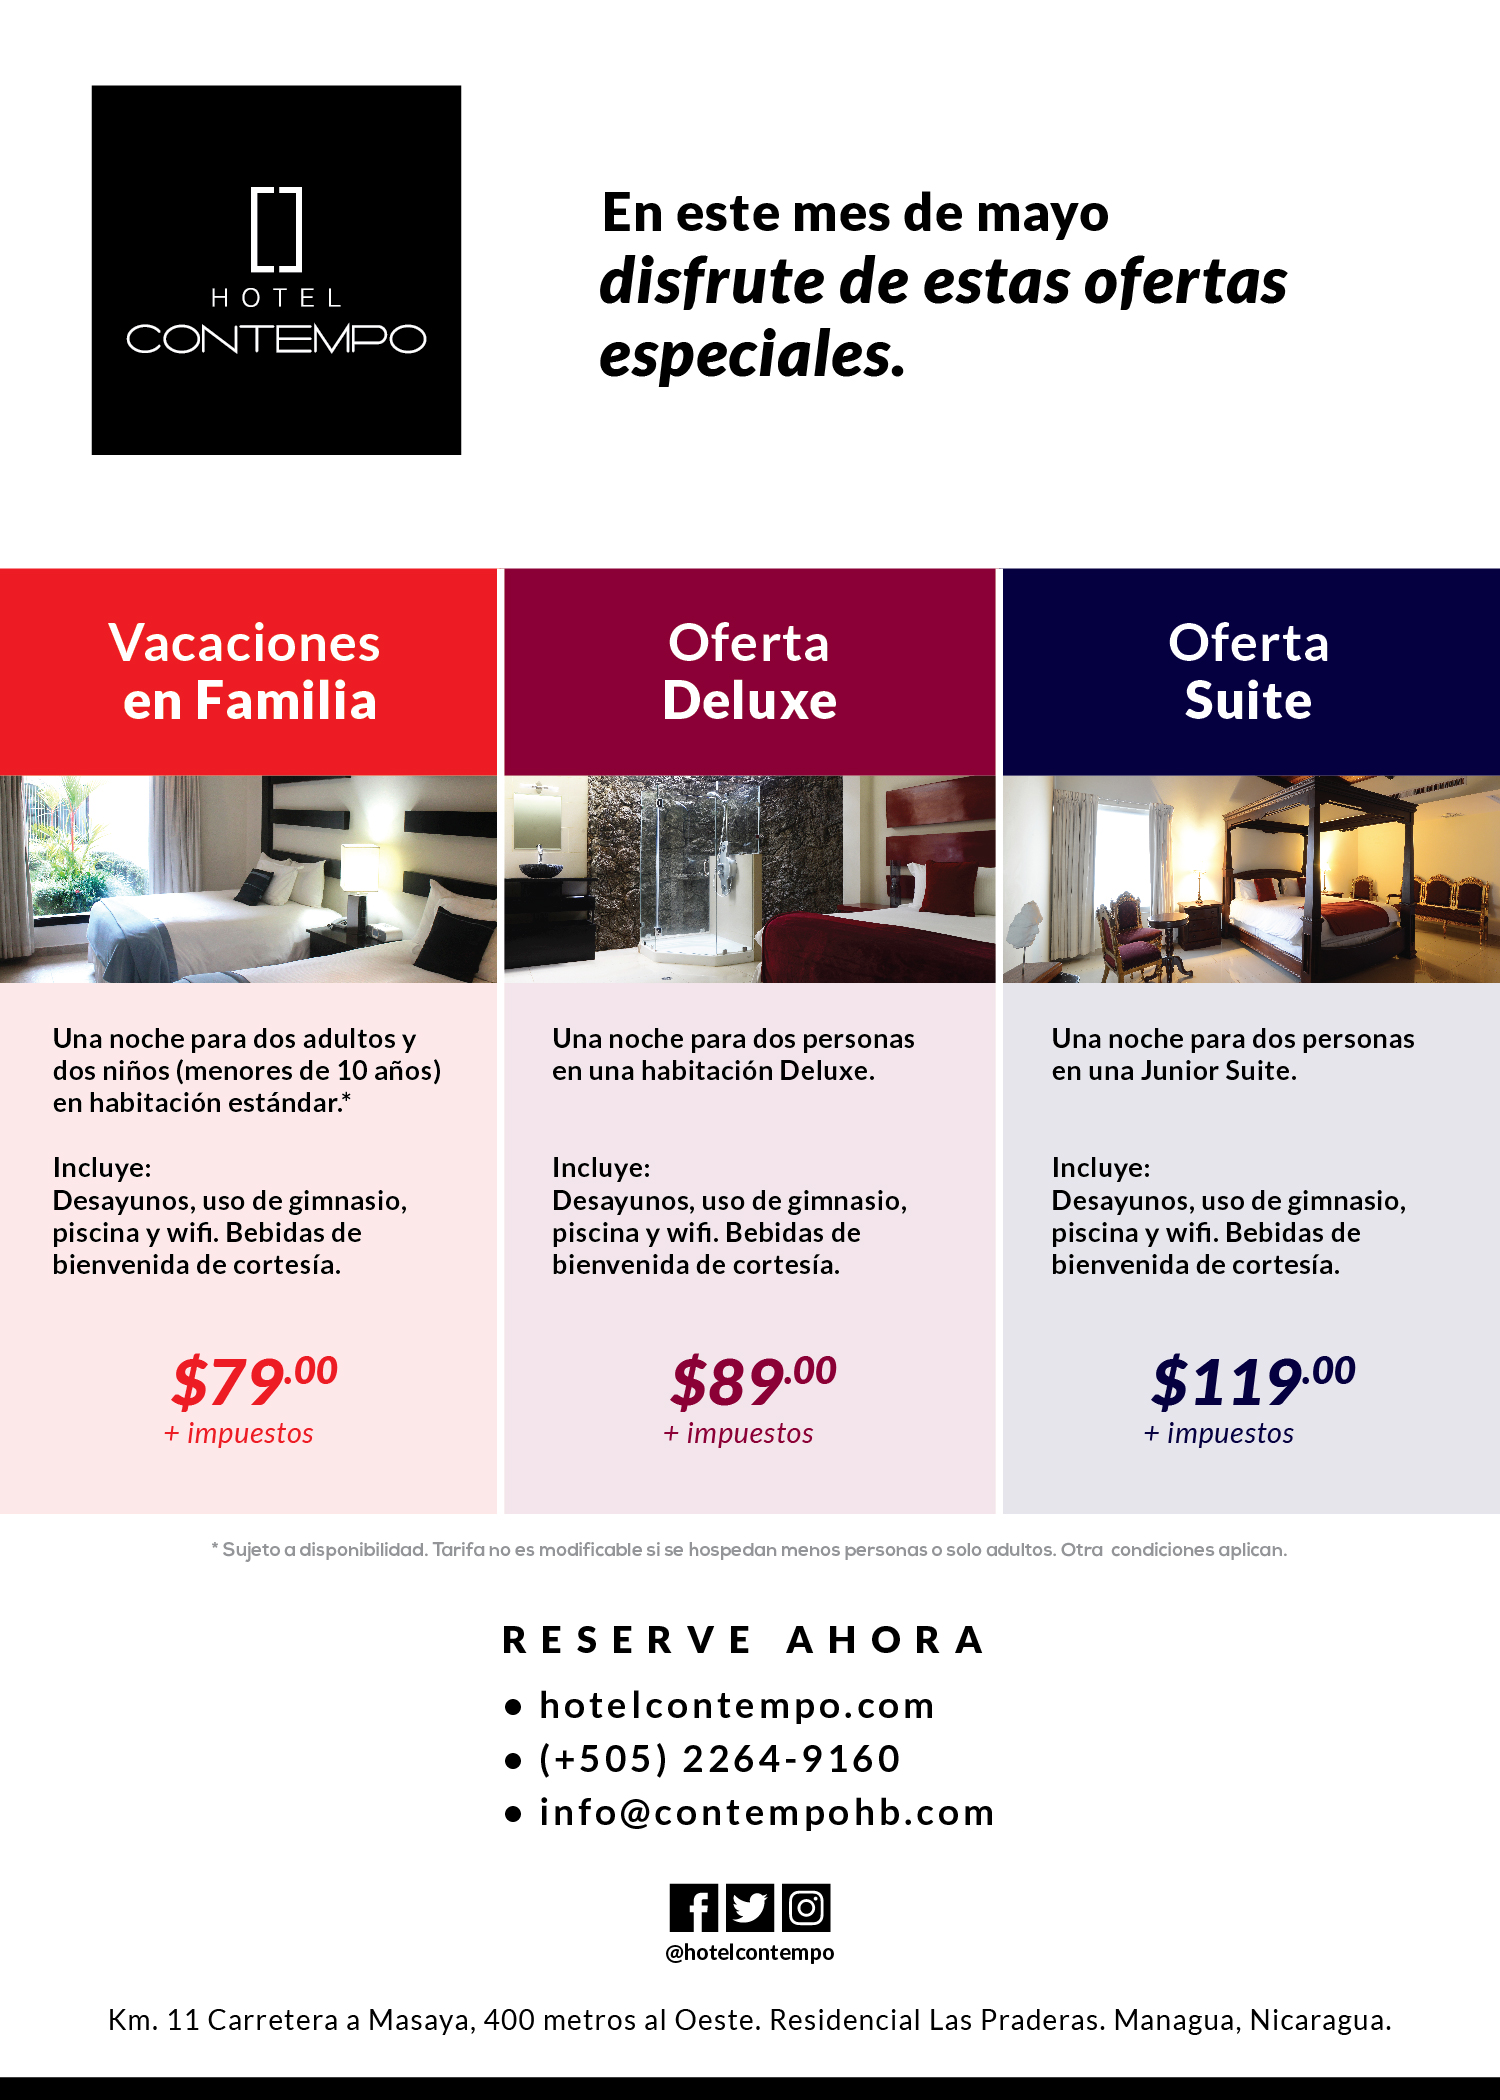 HOTEL
CONTEMPO
En este mes de mayo
disfrute de estas ofertas
especiales.
Vacaciones
en Familia
Una noche para dos adultos y
dos niños (menores de 10 años)
en habitación estándar.*
Incluye:
Desayunos, uso de gimnasio,
piscina y wifi. Bebidas de
bienvenida de cortesía.
$79.00
+ impuestos
Oferta
Deluxe
Una noche para dos personas
en una habitación Deluxe.
Incluye:
Desayunos, uso de gimnasio,
piscina y wifi. Bebidas de
bienvenida de cortesía.
$89.00
+ impuestos
Oferta
Suite
Una noche para dos personas
en una Junior Suite.
Incluye:
Desayunos, uso de gimnasio,
piscina y wifi. Bebidas de
bienvenida de cortesía.
$119.00
+ impuestos
* Sujeto a disponibilidad. Tarifa no es modificable si se hospedan menos personas o solo adultos. Otra condiciones aplican.
RESERVE AHORA
• hotelcontempo.com
• (+505) 2264-9160
• info@contempohb.com
@hotelcontempo
Km. 11 Carretera a Masaya, 400 metros al Oeste. Residencial Las Praderas. Managua, Nicaragua.